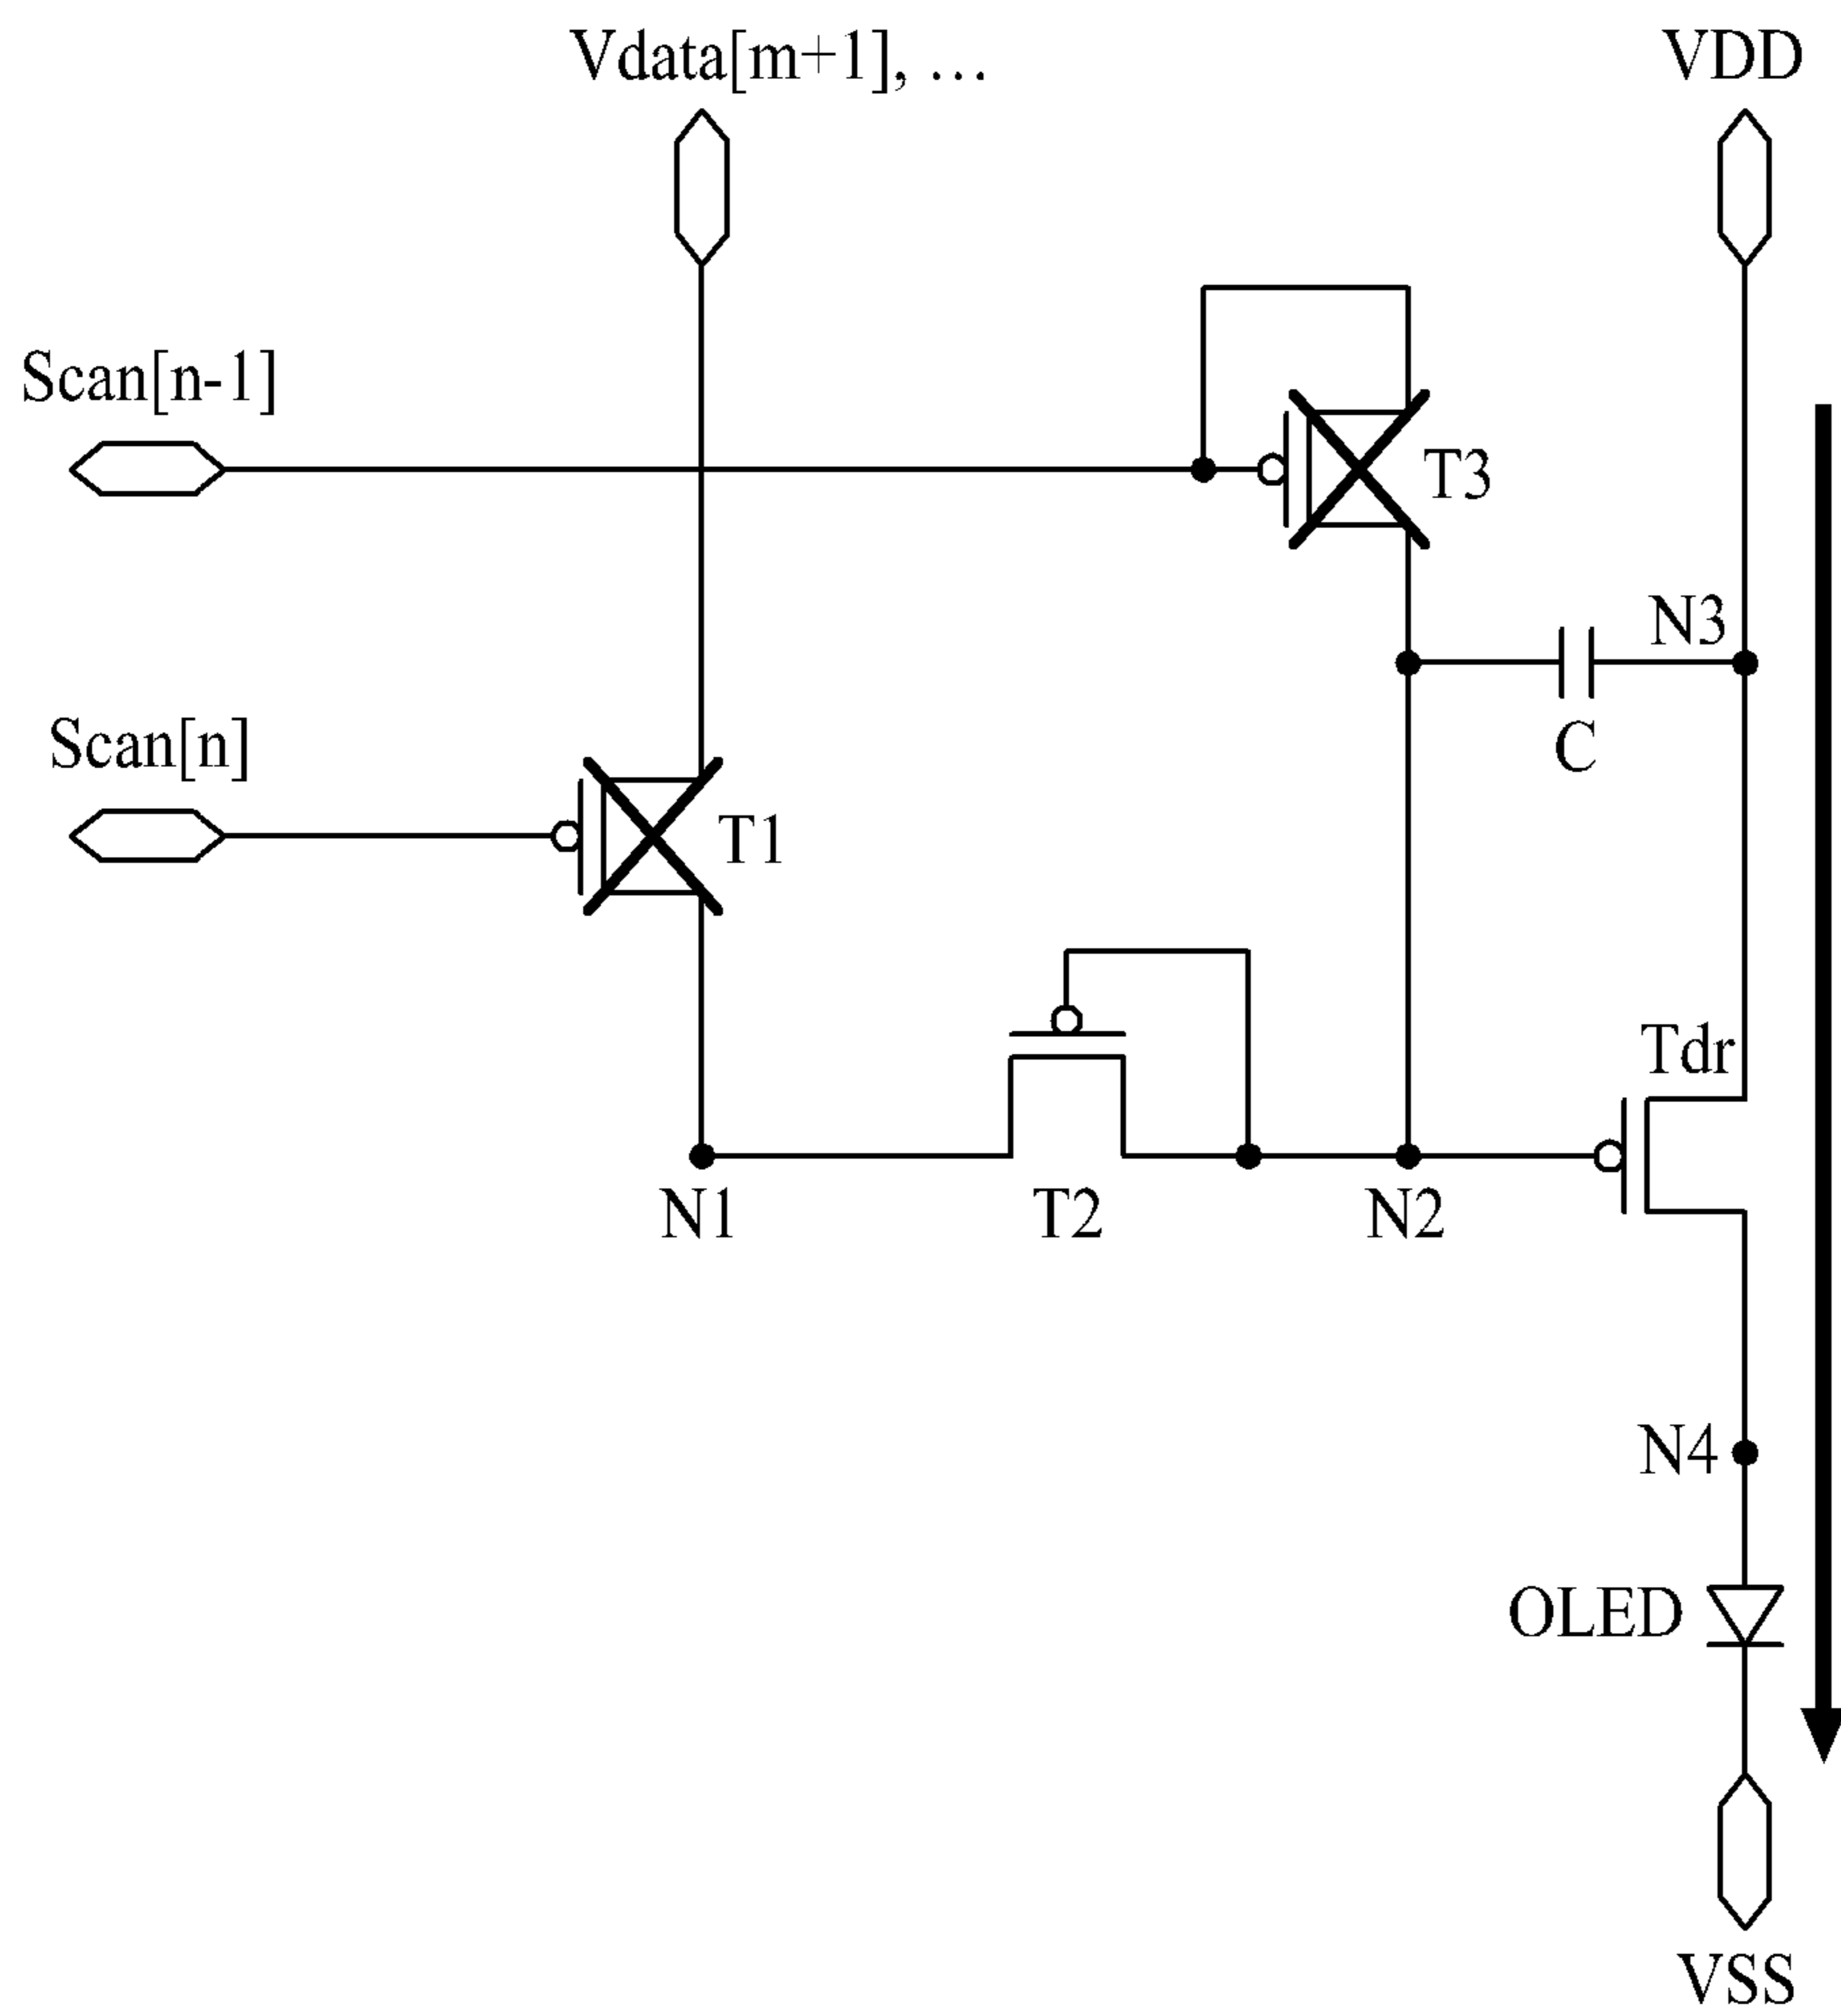 Vdata[m+1], ...
VDD
Scan[n-1]
T3
N3
Scan[n]
C
T1
Tdr
N1
T2
N2
N4
OLED
VSS